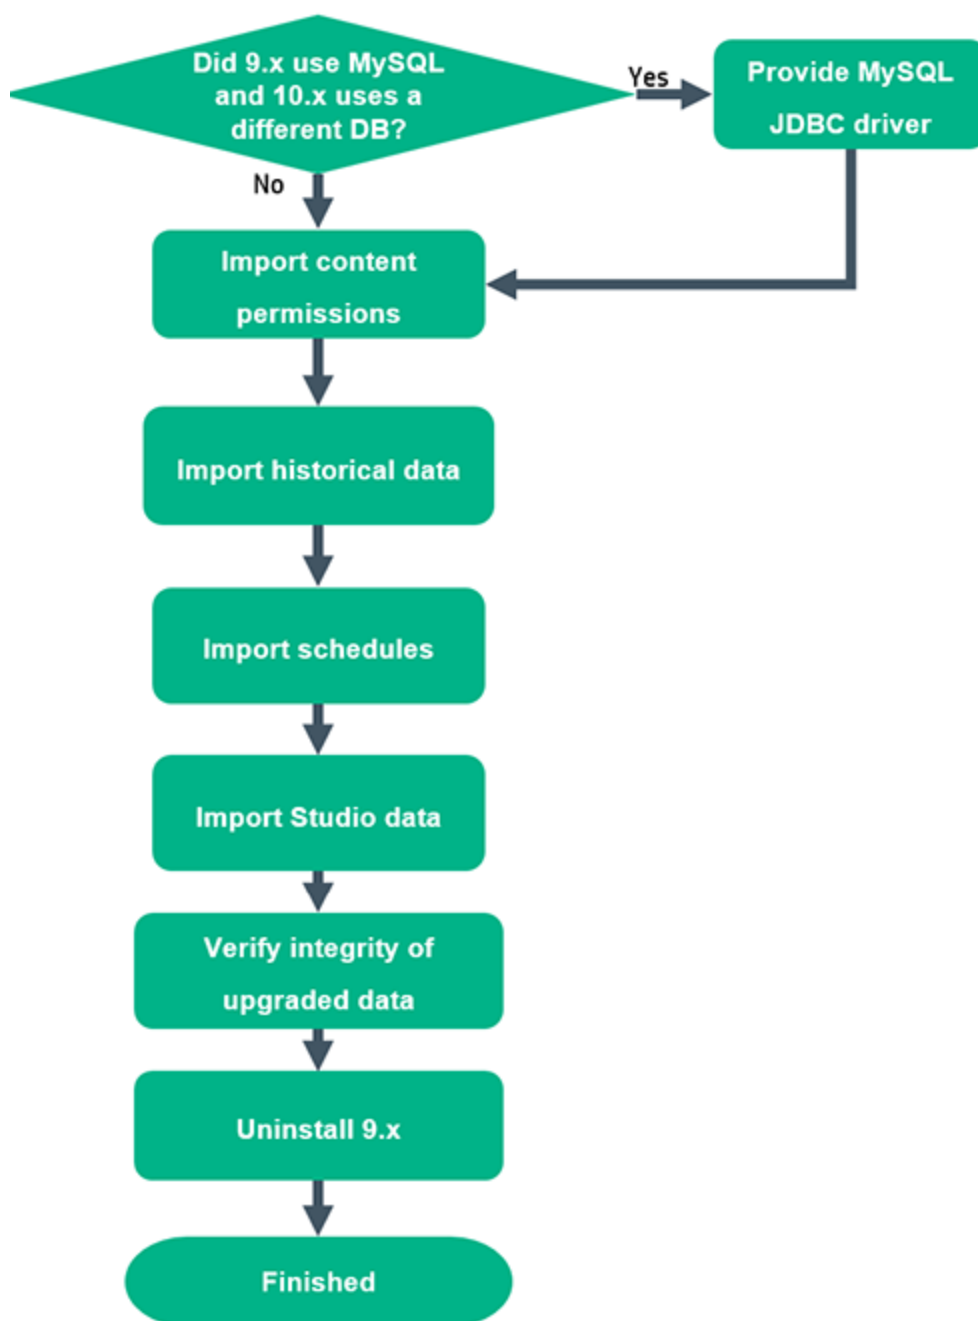 Did 9.x use MySQL
and 10.x uses a
different DB?
Yes
Provide MySQL
JDBC driver
No
Import content
permissions
Import historical data
Import schedules
Import Studio data
Verify integrity of
upgraded data
Uninstall 9.x
Finished